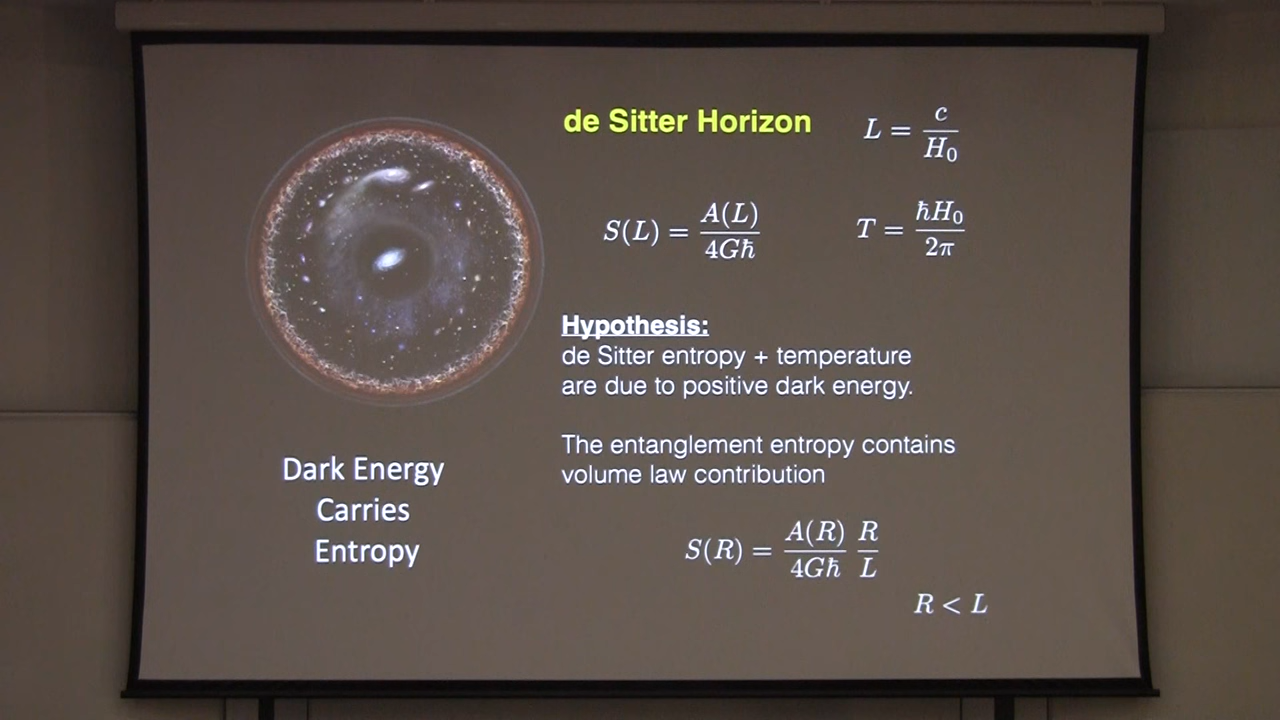 de Sitter Horizon
L = c/H₀
S(L) = A(L)/4Għ
T = ħH₀/2π
Hypothesis:
de Sitter entropy + temperature
are due to positive dark energy.
The entanglement entropy contains
volume law contribution
S(R) = A(R)/4Għ R/L
R < L
Dark Energy
Carries
Entropy